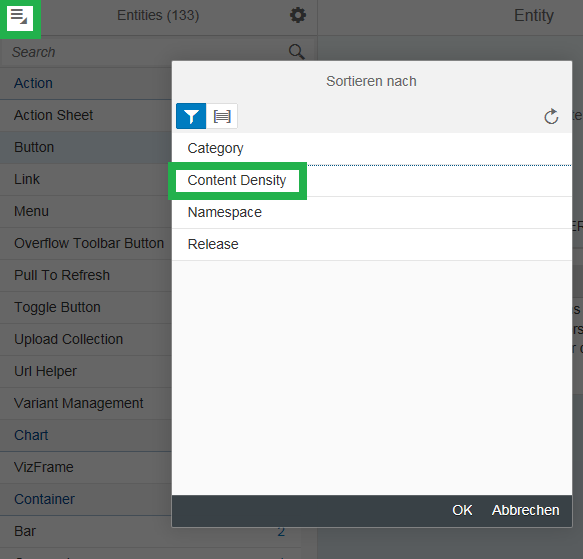 Entities (133)
Entity
Search
Action
Action Sheet
Button
Link
Menu
Overflow Toolbar Button
Pull To Refresh
Toggle Button
Upload Collection
Url Helper
Variant Management
Chart
VizFrame
Container
Bar
2
Sortieren nach
Category
Content Density
Namespace
Release
OK
Abbrechen